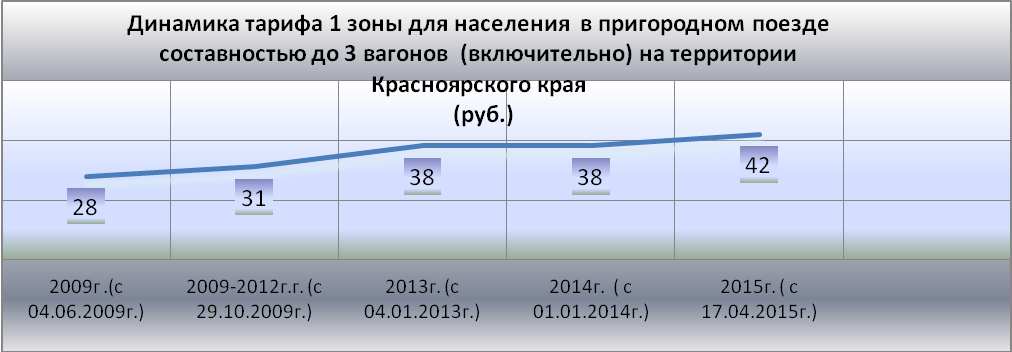 Динамика тарифа 1 зоны для населения  в пригородном поезде
составностью до 3 вагонов  (включительно) на территории
Красноярского края
(руб.)
28
31
38
38
42
2009г .(с
04.06.2009г.)
2009-2012г.г. (с
29.10.2009г.)
2013г. (с
04.01.2013г.)
2014г.  ( с
01.01.2014г.)
2015г. ( с
17.04.2015г.)